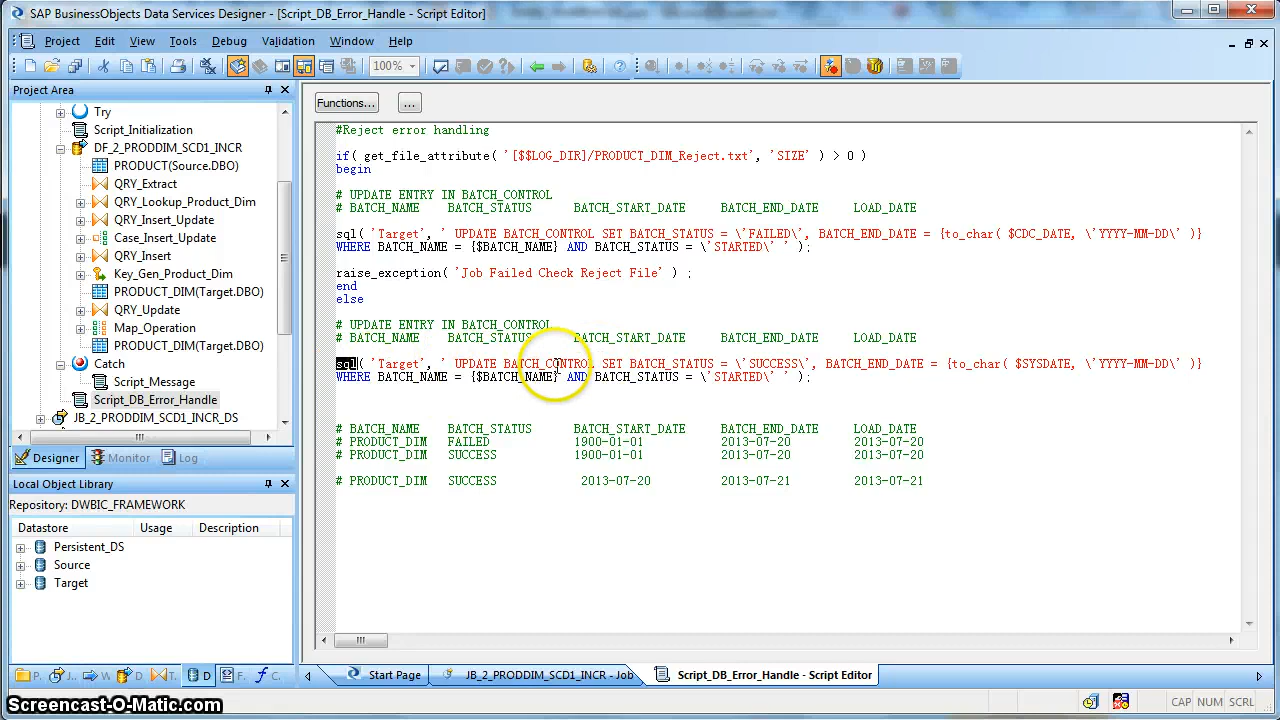 SAP BusinessObjects Data Services Designer - [Script_DB_Error_Handle - Script Editor]
Project Edit View Tools Debug Validation Window Help
100%
Project Area
Functions... ...
Try
Script_Initialization
DF_2_PRODDIM_SCD1_INCR
PRODUCT(Source.DBO)
QRY_Extract
QRY_Lookup_Product_Dim
QRY_Insert_Update
Case_Insert_Update
QRY_Insert
Key_Gen_Product_Dim
PRODUCT_DIM(Target.DBO)
QRY_Update
Map_Operation
PRODUCT_DIM(Target.DBO)
Catch
Script_Message
Script_DB_Error_Handle
JB_2_PRODDIM_SCD1_INCR_DS
Designer Monitor Log
Local Object Library
Repository: DWBIC_FRAMEWORK
Datastore Usage Description
Persistent_DS
Source
Target
P. J. W D. T. D F. C.
#Reject error handling
if( get_file_attribute( '[$$LOG_DIR]/PRODUCT_DIM_Reject.txt', 'SIZE' ) > 0 )
begin
# UPDATE ENTRY IN BATCH_CONTROL
# BATCH_NAME BATCH_STATUS BATCH_START_DATE BATCH_END_DATE LOAD_DATE
sql( 'Target', ' UPDATE BATCH_CONTROL SET BATCH_STATUS = \'FAILED\', BATCH_END_DATE = {to_char( $CDC_DATE, \'YYYY-MM-DD\' )}
WHERE BATCH_NAME = {$BATCH_NAME} AND BATCH_STATUS = \'STARTED\' ' );
raise_exception( 'Job Failed Check Reject File' ) ;
end
else
# UPDATE ENTRY IN BATCH_CONTROL
# BATCH_NAME BATCH_STATUS BATCH_START_DATE BATCH_END_DATE LOAD_DATE
sql( 'Target', ' UPDATE BATCH_CONTROL SET BATCH_STATUS = \'SUCCESS\', BATCH_END_DATE = {to_char( $SYSDATE, \'YYYY-MM-DD\' )}
WHERE BATCH_NAME = {$BATCH_NAME} AND BATCH_STATUS = \'STARTED\' ' );
# BATCH_NAME BATCH_STATUS BATCH_START_DATE BATCH_END_DATE LOAD_DATE
# PRODUCT_DIM FAILED 1900-01-01 2013-07-20 2013-07-20
# PRODUCT_DIM SUCCESS 1900-01-01 2013-07-20 2013-07-20
# PRODUCT_DIM SUCCESS 2013-07-20 2013-07-21 2013-07-21
Start Page JB_2_PRODDIM_SCD1_INCR - Job Script_DB_Error_Handle - Script Editor
CAP NUM SCRL
Screencast-O-Matic.com